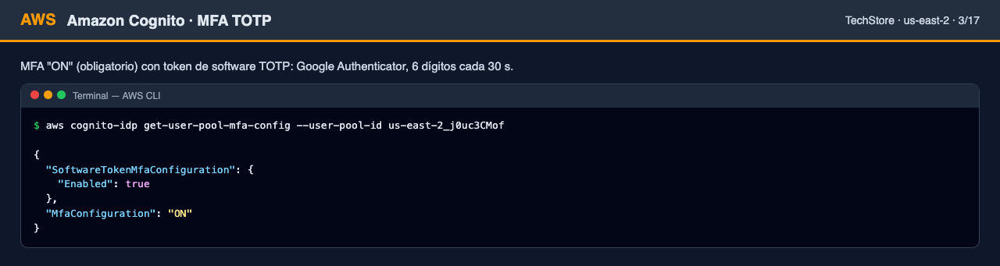 AWS Amazon Cognito · MFA TOTP
TechStore · us-east-2 · 3/17
MFA "ON" (obligatorio) con token de software TOTP: Google Authenticator, 6 dígitos cada 30 s.
Terminal — AWS CLI
$ aws cognito-idp get-user-pool-mfa-config --user-pool-id us-east-2_j0uc3CMof
{
  "SoftwareTokenMfaConfiguration": {
    "Enabled": true
  },
  "MfaConfiguration": "ON"
}